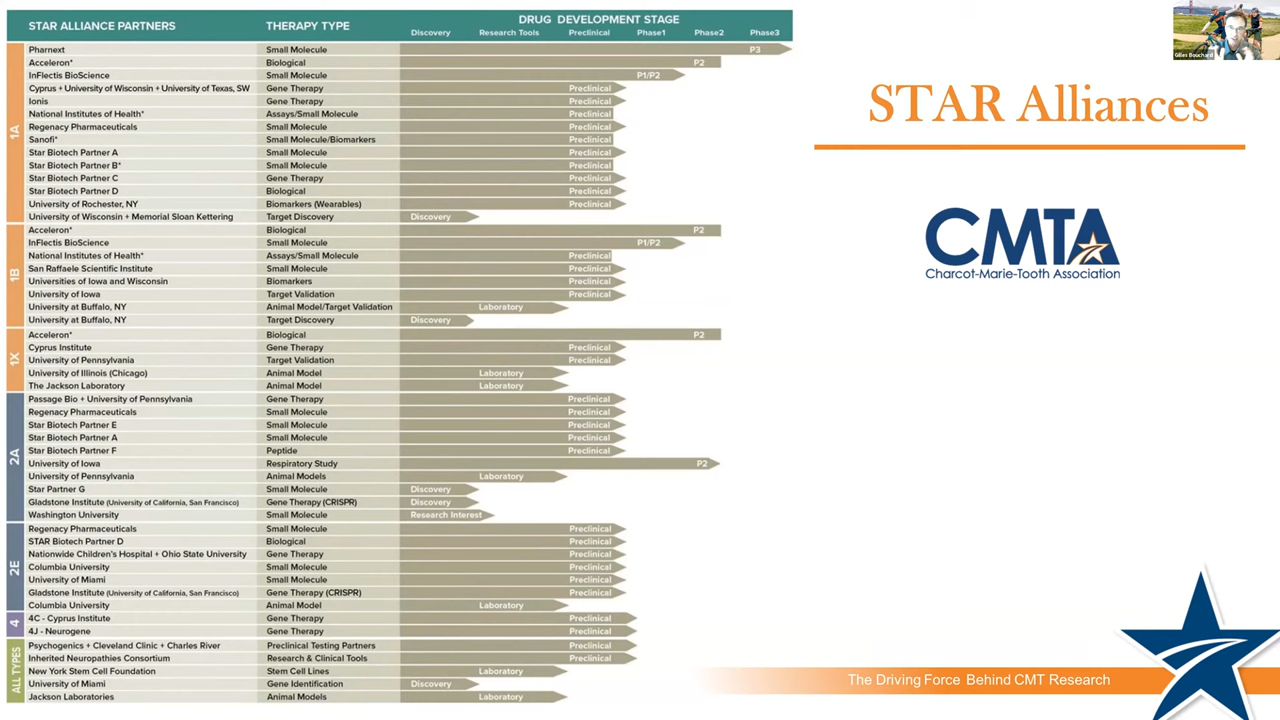 STAR ALLIANCE PARTNERS THERAPY TYPE DRUG DEVELOPMENT STAGE
Discovery Research Tools Preclinical Phase1 Phase2 Phase3
1A
Pharnext Small Molecule P3
Acceleron* Biological P2
InFlectis BioScience Small Molecule P1/P2
Cyprus + University of Wisconsin + University of Texas, SW Gene Therapy Preclinical
Ionis Gene Therapy Preclinical
National Institutes of Health* Assays/Small Molecule Preclinical
Regenacy Pharmaceuticals Small Molecule Preclinical
Sanofi* Small Molecule/Biomarkers Preclinical
Star Biotech Partner A Small Molecule Preclinical
Star Biotech Partner B* Small Molecule Preclinical
Star Biotech Partner C Gene Therapy Preclinical
Star Biotech Partner D Biological Preclinical
University of Rochester, NY Biomarkers (Wearables) Preclinical
University of Wisconsin + Memorial Sloan Kettering Target Discovery Discovery
1B
Acceleron* Biological P2
InFlectis BioScience Small Molecule P1/P2
National Institutes of Health* Assays/Small Molecule Preclinical
San Raffaele Scientific Institute Small Molecule Preclinical
Universities of Iowa and Wisconsin Biomarkers Preclinical
University of Iowa Target Validation Preclinical
University at Buffalo, NY Animal Model/Target Validation Laboratory
University at Buffalo, NY Target Discovery Discovery
1X
Acceleron* Biological P2
Cyprus Institute Gene Therapy Preclinical
University of Pennsylvania Target Validation Preclinical
University of Illinois (Chicago) Animal Model Laboratory
The Jackson Laboratory Animal Model Laboratory
2A
Passage Bio + University of Pennsylvania Gene Therapy Preclinical
Regenacy Pharmaceuticals Small Molecule Preclinical
Star Biotech Partner E Small Molecule Preclinical
Star Biotech Partner A Small Molecule Preclinical
Star Biotech Partner F Peptide Preclinical
University of Iowa Respiratory Study P2
University of Pennsylvania Animal Models Laboratory
Star Partner G Small Molecule Discovery
Gladstone Institute (University of California, San Francisco) Gene Therapy (CRISPR) Discovery
Washington University Small Molecule Research Interest
2E
Regenacy Pharmaceuticals Small Molecule Preclinical
STAR Biotech Partner D Biological Preclinical
Nationwide Children's Hospital + Ohio State University Gene Therapy Preclinical
Columbia University Small Molecule Preclinical
University of Miami Small Molecule Preclinical
Gladstone Institute (University of California, San Francisco) Gene Therapy (CRISPR) Preclinical
Columbia University Animal Model Laboratory
4
4C - Cyprus Institute Gene Therapy Preclinical
4J - Neurogene Gene Therapy Preclinical
ALL TYPES
Psychogenics + Cleveland Clinic + Charles River Preclinical Testing Partners Preclinical
Inherited Neuropathies Consortium Research & Clinical Tools Preclinical
New York Stem Cell Foundation Stem Cell Lines Laboratory
University of Miami Gene Identification Discovery
Jackson Laboratories Animal Models Laboratory
Gilles Bouchard
STAR Alliances
CMTA
Charcot-Marie-Tooth Association
The Driving Force Behind CMT Research